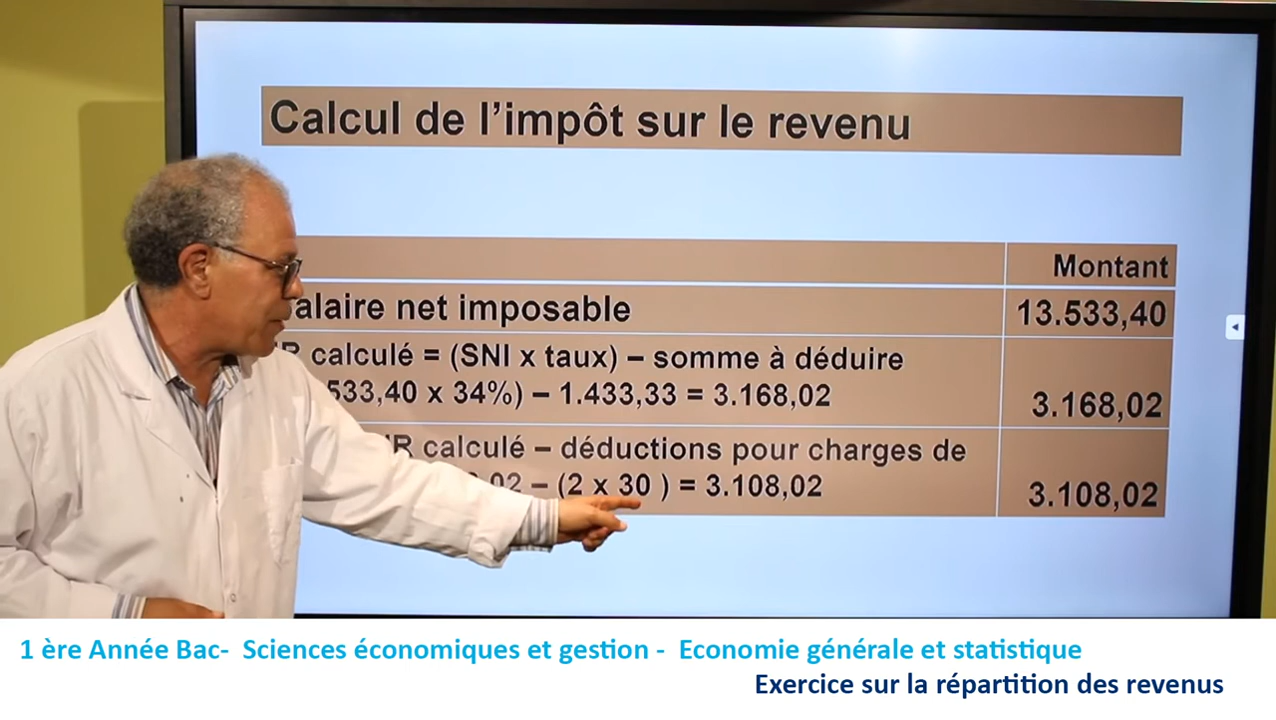 Calcul de l'impôt sur le revenu
Montant
alaire net imposable
13.533,40
calculé = (SNI x taux) – somme à déduire
533,40 x 34%) – 1.433,33 = 3.168,02
3.168,02
calculé – déductions pour charges de
02 – (2 x 30 ) = 3.108,02
3.108,02
1 ère Année Bac- Sciences économiques et gestion - Economie générale et statistique
Exercice sur la répartition des revenus